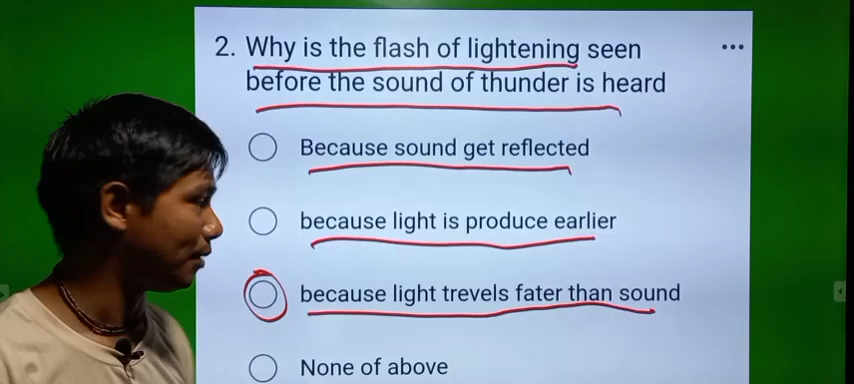 2. Why is the flash of lightening seen
before the sound of thunder is heard
Because sound get reflected
because light is produce earlier
because light trevels fater than sound
None of above